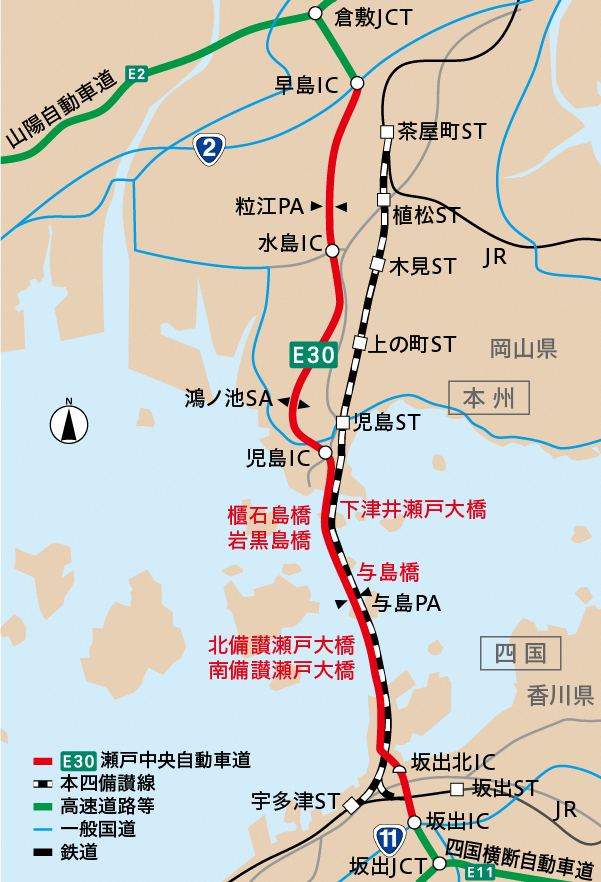 倉敷JCT
E2
山陽自動車道
早島IC
2
茶屋町ST
粒江PA
植松ST
水島IC
木見ST
JR
E30
上の町ST
岡山県
本州
鴻ノ池SA
児島ST
N
児島IC
櫃石島橋
岩黒島橋
下津井瀬戸大橋
与島橋
与島PA
北備讃瀬戸大橋
南備讃瀬戸大橋
四国
香川県
E30 瀬戸中央自動車道
本四備讃線
高速道路等
一般国道
鉄道
坂出北IC
坂出ST
宇多津ST
JR
坂出IC
11
坂出JCT
四国横断自動車道
E11